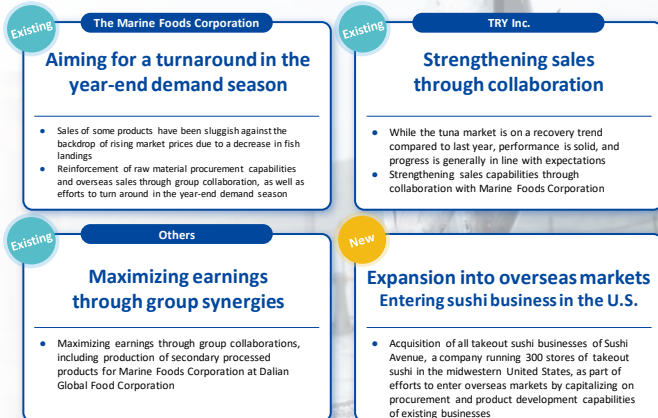 Existing
The Marine Foods Corporation
Aiming for a turnaround in the
year-end demand season
● Sales of some products have been sluggish against the
backdrop of rising market prices due to a decrease in fish
landings
● Reinforcement of raw material procurement capabilities
and overseas sales through group collaboration, as well as
efforts to turn around in the year-end demand season
Existing
TRY Inc.
Strengthening sales
through collaboration
● While the tuna market is on a recovery trend
compared to last year, performance is solid, and
progress is generally in line with expectations
● Strengthening sales capabilities through
collaboration with Marine Foods Corporation
Existing
Others
Maximizing earnings
through group synergies
● Maximizing earnings through group collaborations,
including production of secondary processed
products for Marine Foods Corporation at Dalian
Global Food Corporation
New
Expansion into overseas markets
Entering sushi business in the U.S.
● Acquisition of all takeout sushi businesses of Sushi
Avenue, a company running 300 stores of takeout
sushi in the midwestern United States, as part of
efforts to enter overseas markets by capitalizing on
procurement and product development capabilities
of existing businesses